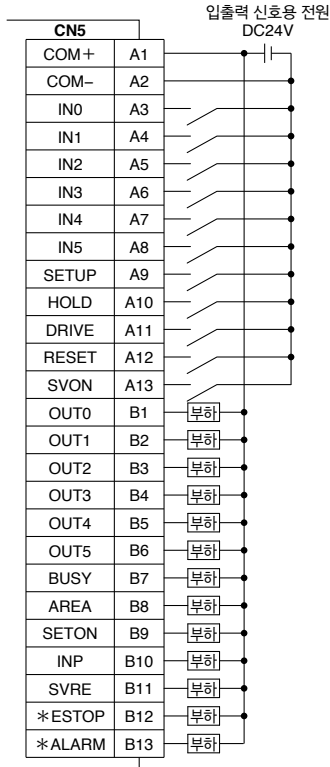 입출력 신호용 전원
DC24V
CN5
COM+ A1
COM– A2
IN0 A3
IN1 A4
IN2 A5
IN3 A6
IN4 A7
IN5 A8
SETUP A9
HOLD A10
DRIVE A11
RESET A12
SVON A13
OUT0 B1 부하
OUT1 B2 부하
OUT2 B3 부하
OUT3 B4 부하
OUT4 B5 부하
OUT5 B6 부하
BUSY B7 부하
AREA B8 부하
SETON B9 부하
INP B10 부하
SVRE B11 부하
＊ESTOP B12 부하
＊ALARM B13 부하